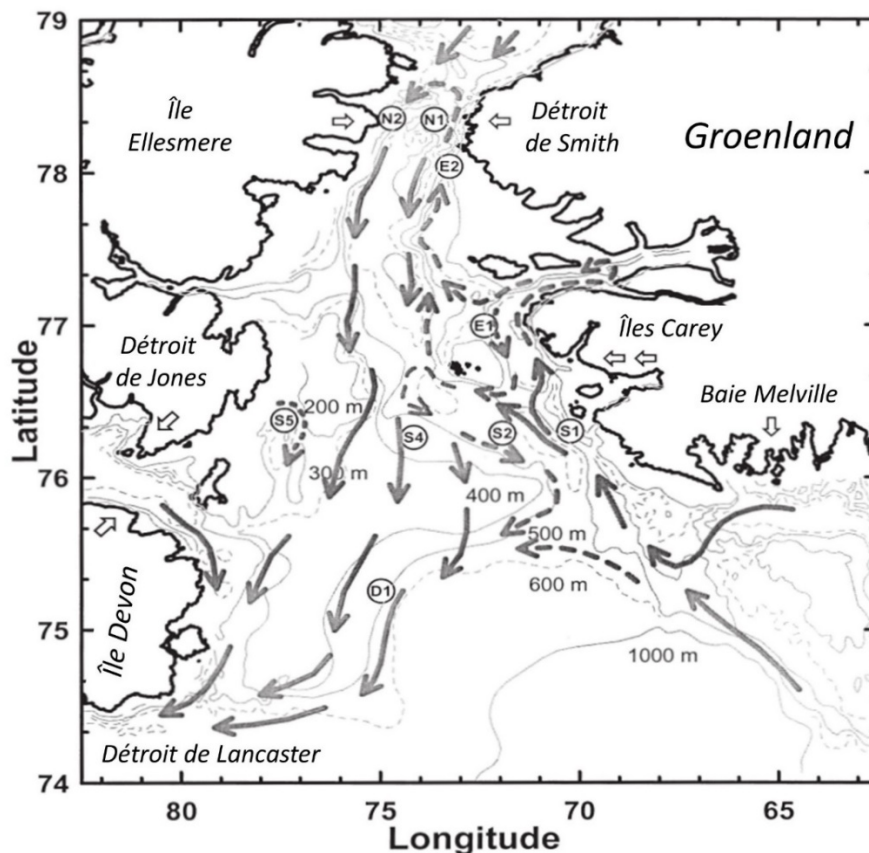 79
Île
Ellesmere
N2
N1
Détroit
de Smith
Groenland
78
E2
77
E1
Îles Carey
Détroit
de Jones
Baie Melville
Latitude
200 m
S5
S4
S2
S1
76
300 m
400 m
500 m
600 m
D1
Île Devon
75
1000 m
Détroit de Lancaster
74
80
75
70
65
Longitude